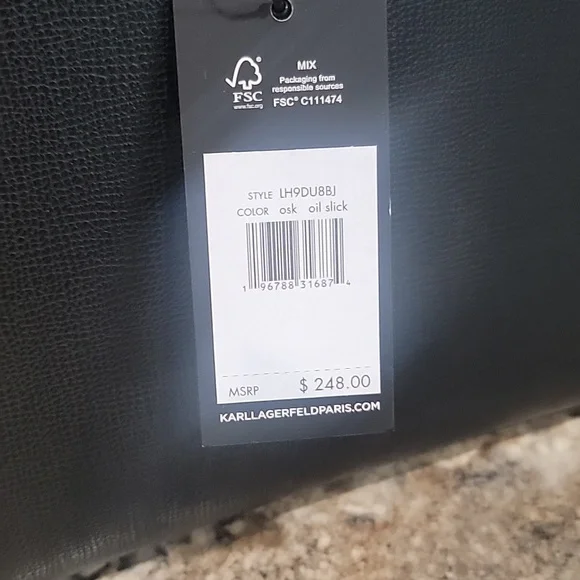 MIX
Packaging from
responsible sources
FSC® C111474
FSC
www.fsc.org
STYLE LH9DU8BJ
COLOR osk oil slick
1 96788 31687 4
MSRP $ 248.00
KARLLAGERFELDPARIS.COM